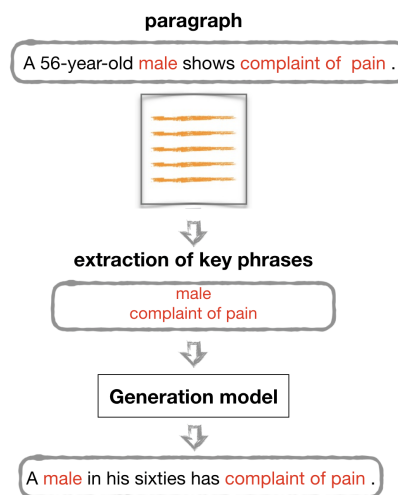 paragraph
A 56-year-old male shows complaint of pain .
extraction of key phrases
male
complaint of pain
Generation model
A male in his sixties has complaint of pain .